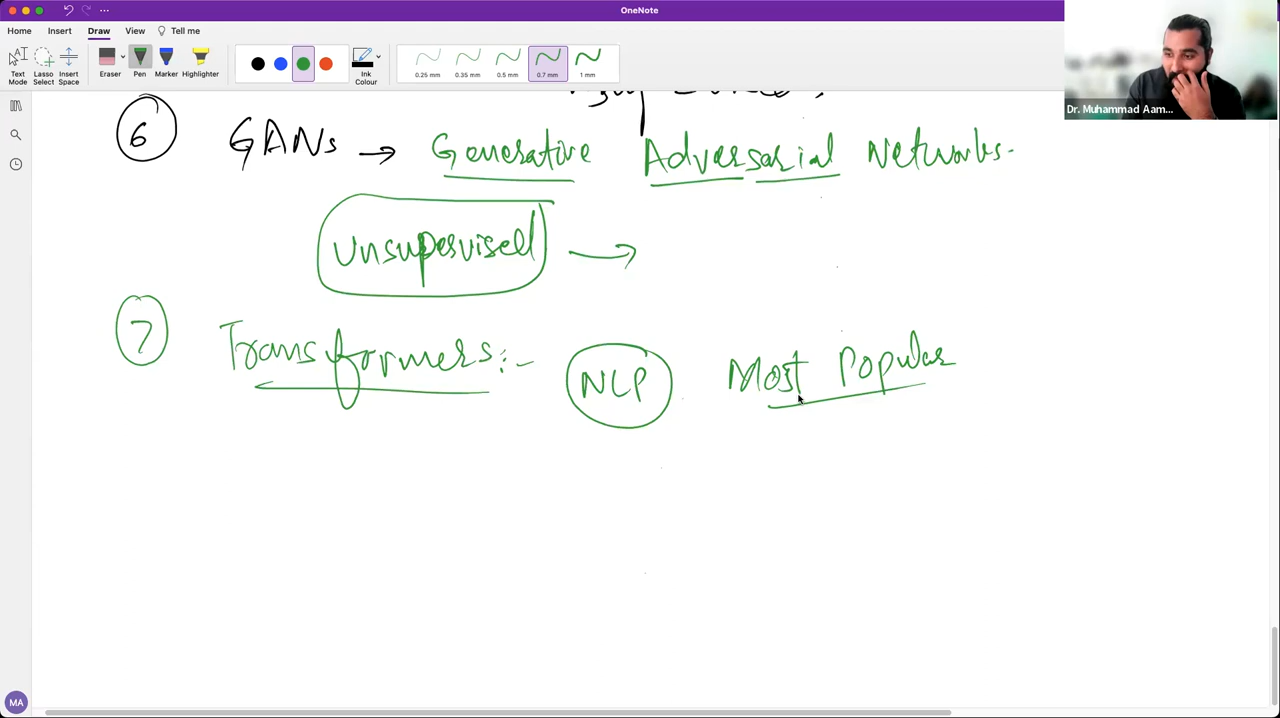 OneNote
Home Insert Draw View Tell me
Text Mode
Lasso Select
Insert Space
Eraser
Pen
Marker
Highlighter
Ink Colour
0.25 mm
0.35 mm
0.5 mm
0.7 mm
1 mm
Dr. Muhammad Aam...
6 GANs → Generative Adversarial Networks.
Unsupervised →
7 Transformers:- NLP Most Popular
MA